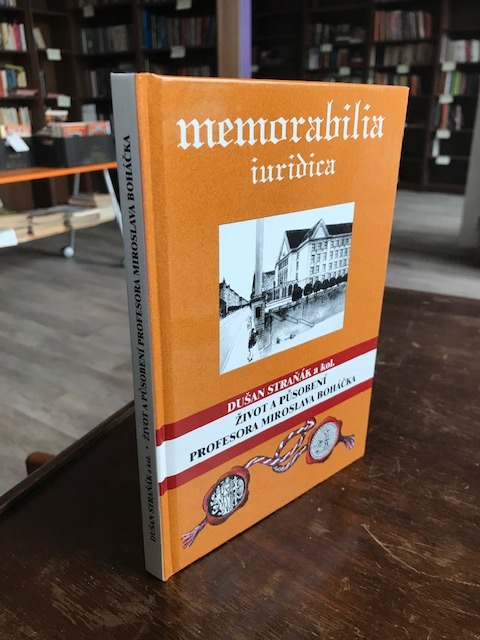 memorabilia
iuridica
DUŠAN STRAŇÁK a kol.
ŽIVOT A PŮSOBENÍ
PROFESORA MIROSLAVA BOHÁČKA
DUŠAN STRAŇÁK a kol. • ŽIVOT A PŮSOBENÍ PROFESORA MIROSLAVA BOHÁČKA